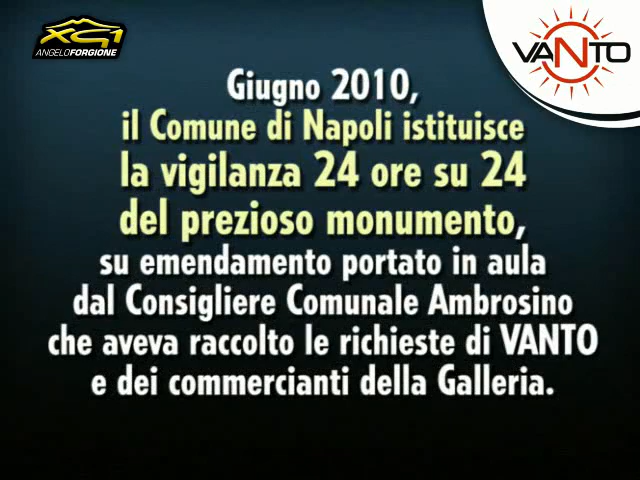 XG1
ANGELOFORGIONE
VANTO
Giugno 2010,
il Comune di Napoli istituisce
la vigilanza 24 ore su 24
del prezioso monumento,
su emendamento portato in aula
dal Consigliere Comunale Ambrosino
che aveva raccolto le richieste di VANTO
e dei commercianti della Galleria.